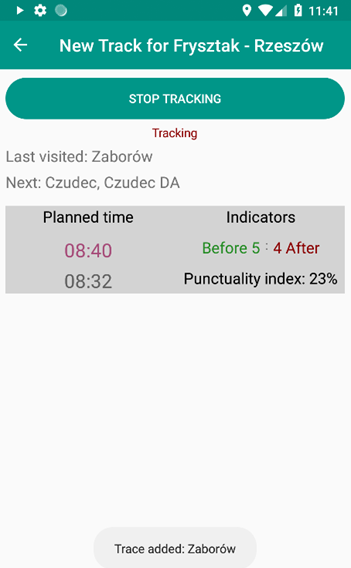 11:41
New Track for Frysztak - Rzeszów
STOP TRACKING
Tracking
Last visited: Zaborów
Next: Czudec, Czudec DA
Planned time Indicators
08:40 Before 5 : 4 After
08:32 Punctuality index: 23%
Trace added: Zaborów